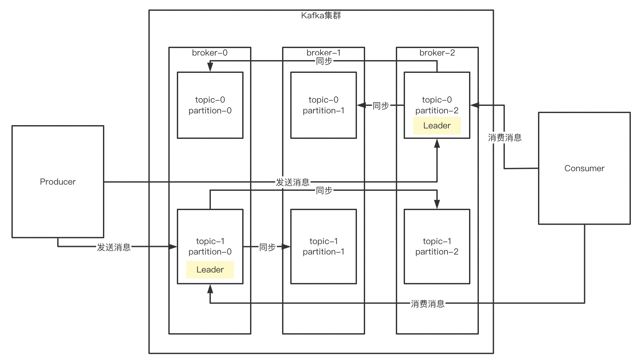 Kafka集群
broker-0
broker-1
broker-2
同步
topic-0
partition-0
topic-0
partition-1
同步
topic-0
partition-2
Leader
消费消息
Producer
Consumer
发送消息
同步
发送消息
topic-1
partition-0
Leader
同步
topic-1
partition-1
topic-1
partition-2
消费消息